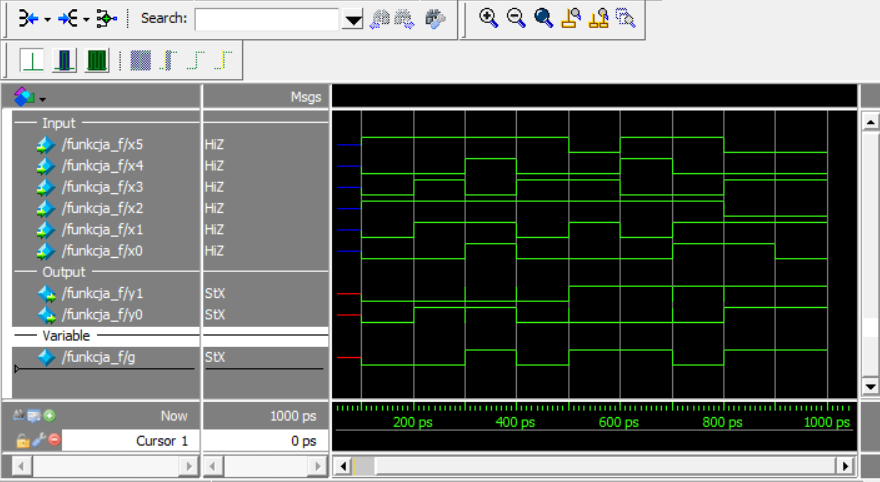 Search:
Msgs
Input
/funkcja_f/x5 HiZ
/funkcja_f/x4 HiZ
/funkcja_f/x3 HiZ
/funkcja_f/x2 HiZ
/funkcja_f/x1 HiZ
/funkcja_f/x0 HiZ
Output
/funkcja_f/y1 StX
/funkcja_f/y0 StX
Variable
/funkcja_f/g StX
Now 1000 ps 200 ps 400 ps 600 ps 800 ps 1000 ps
Cursor 1 0 ps